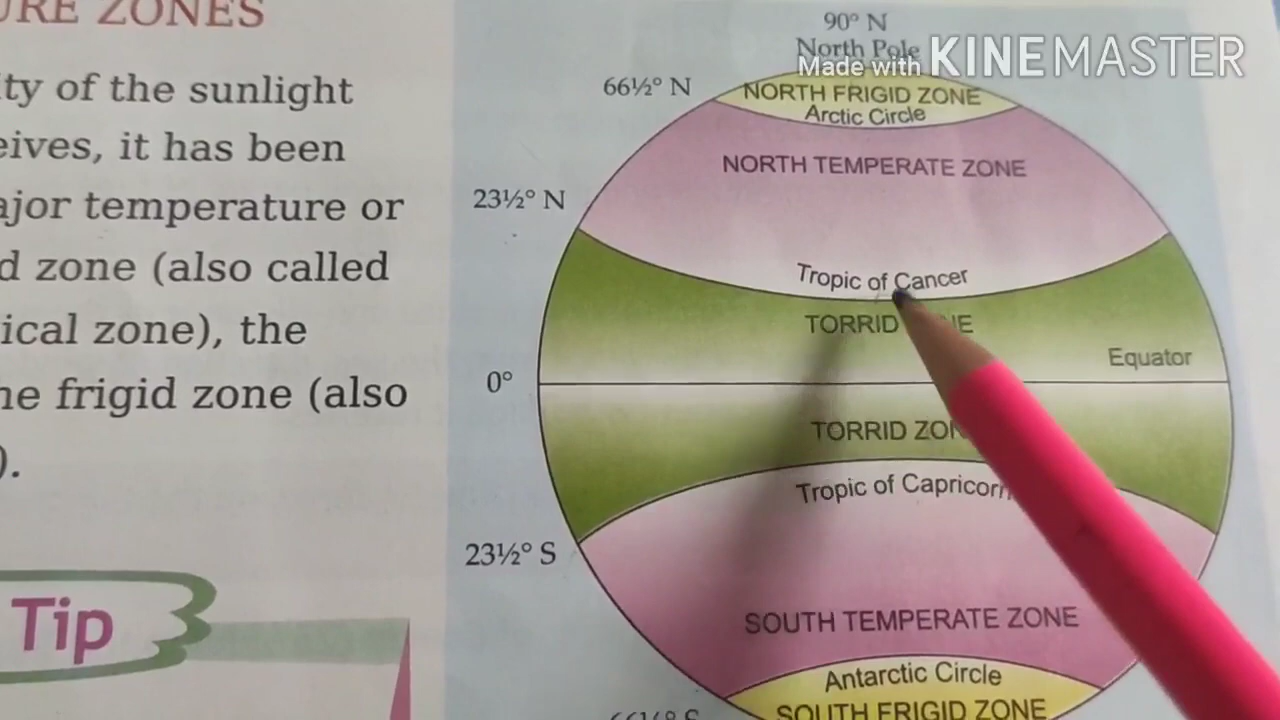 URE ZONES
ity of the sunlight
eives, it has been
ajor temperature or
d zone (also called
ical zone), the
he frigid zone (also
).
Tip
90° N
North Pole
Made with KINEMASTER
66½° N
NORTH FRIGID ZONE
Arctic Circle
NORTH TEMPERATE ZONE
23½° N
Tropic of Cancer
TORRID
Equator
0°
TORRID ZON
Tropic of Capricorn
23½° S
SOUTH TEMPERATE ZONE
Antarctic Circle
66½° S
SOUTH FRIGID ZONE